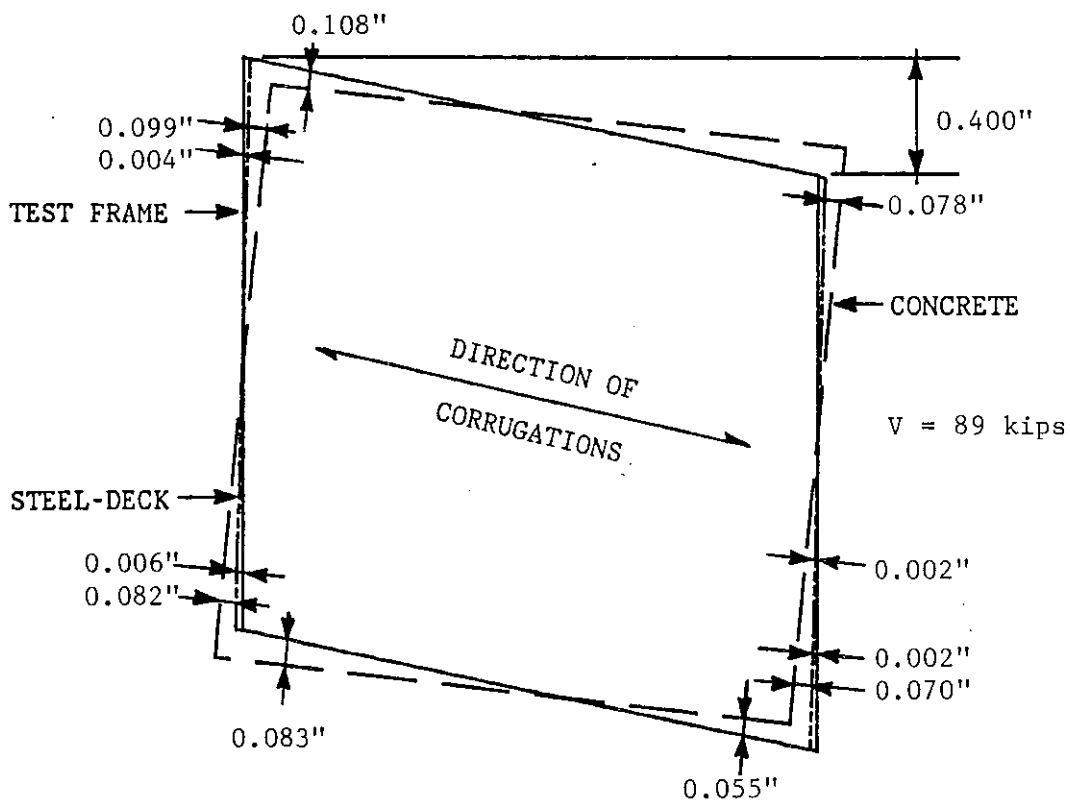 0.108"
0.400"
0.099"
0.004"
TEST FRAME
0.078"
CONCRETE
DIRECTION OF
CORRUGATIONS
V = 89 kips
STEEL-DECK
0.006"
0.002"
0.082"
0.002"
0.070"
0.083"
0.055"